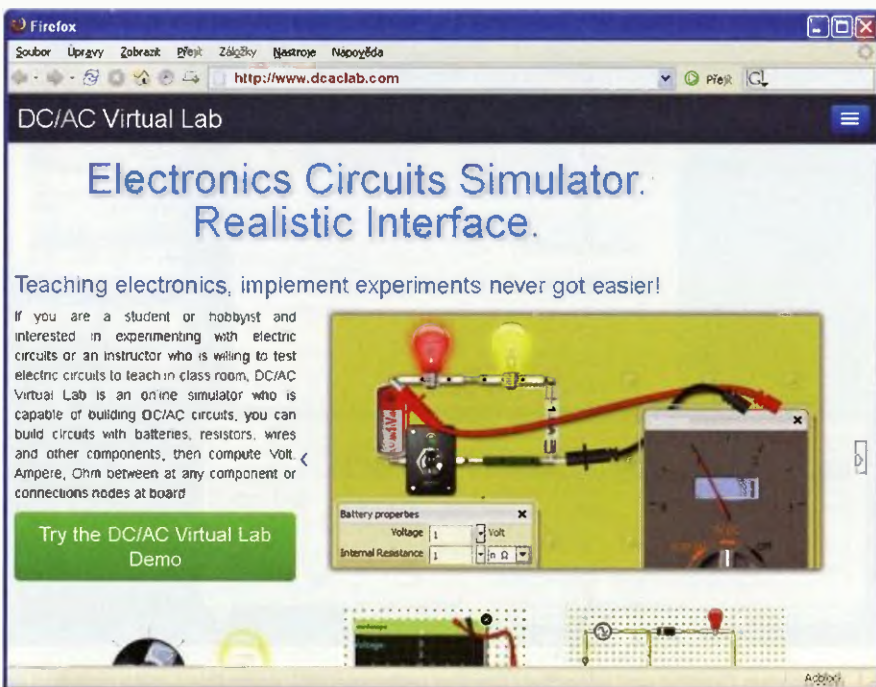 Firefox
Soubor Úpravy Zobrazit Přejít Záložky Nástroje Nápověda
http://www.dcaclab.com Přejít G
DC/AC Virtual Lab
Electronics Circuits Simulator.
Realistic Interface.
Teaching electronics, implement experiments never got easier!
If you are a student or hobbyist and
interested in experimenting with electric
circuits or an instructor who is willing to test
electric circuits to teach in class room, DC/AC
Virtual Lab is an online simulator who is
capable of building DC/AC circuits, you can
build circuits with batteries, resistors, wires
and other components, then compute Volt,
Ampere, Ohm between at any component or
connections nodes at board
Try the DC/AC Virtual Lab
Demo
Battery properties
Voltage 1 Volt
Internal Resistance 1 n Ω
Off
Adblock